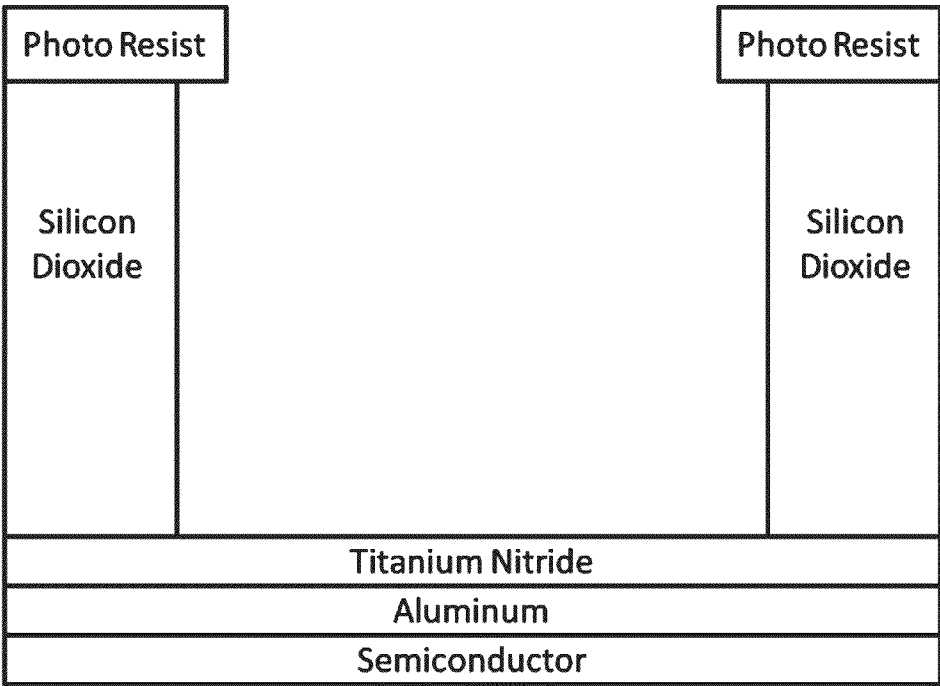 Photo Resist
Photo Resist
Silicon
Dioxide
Silicon
Dioxide
Titanium Nitride
Aluminum
Semiconductor